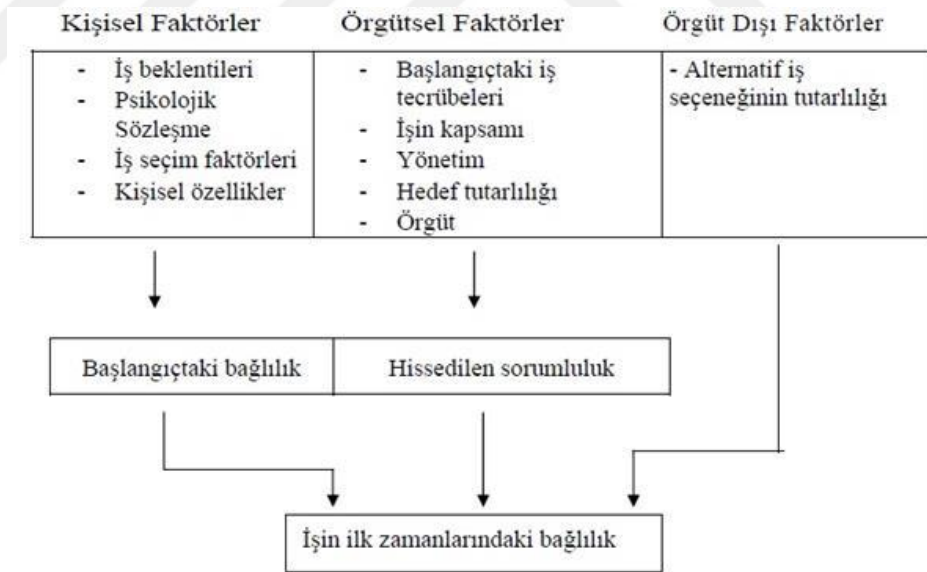 Kişisel Faktörler
- İş beklentileri
- Psikolojik
Sözleşme
- İş seçim faktörleri
- Kişisel özellikler
Örgütsel Faktörler
- Başlangıçtaki iş
tecrübeleri
- İşin kapsamı
- Yönetim
- Hedef tutarlılığı
- Örgüt
Örgüt Dışı Faktörler
- Alternatif iş
seçeneğinin tutarlılığı
Başlangıçtaki bağlılık
Hissedilen sorumluluk
İşin ilk zamanlarındaki bağlılık